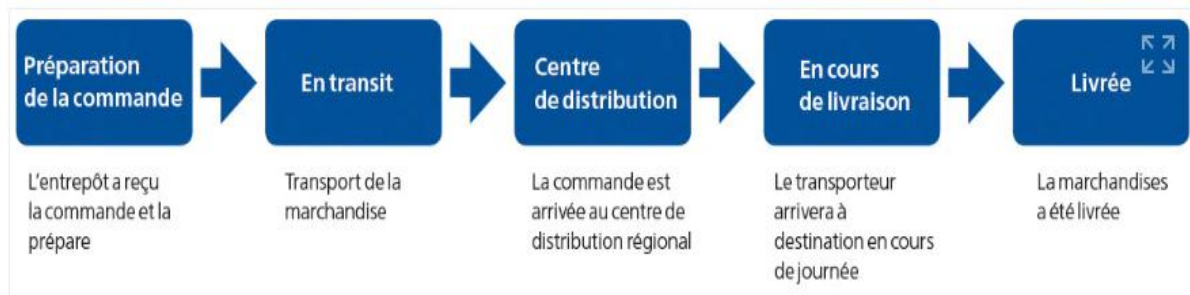 Préparation
de la commande
En transit
Centre
de distribution
En cours
de livraison
Livrée
L'entrepôt a reçu
la commande et la
prépare
Transport de la
marchandise
La commande est
arrivée au centre de
distribution régional
Le transporteur
arrivera à
destination en cours
de journée
La marchandises
a été livrée